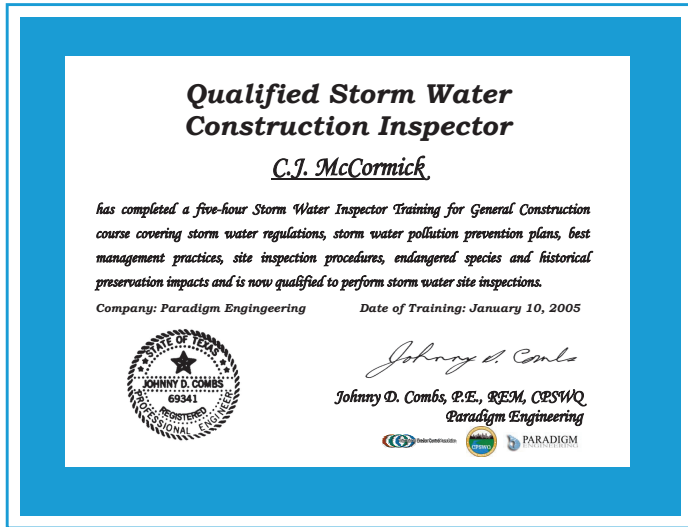 Qualified Storm Water
Construction Inspector
C.J. McCormick
has completed a five-hour Storm Water Inspector Training for General Construction
course covering storm water regulations, storm water pollution prevention plans, best
management practices, site inspection procedures, endangered species and historical
preservation impacts and is now qualified to perform storm water site inspections.
Company: Paradigm Engingeering Date of Training: January 10, 2005
STATE OF TEXAS
JOHNNY D. COMBS
69341
REGISTERED
PROFESSIONAL ENGINEER
Johnny D. Combs
Johnny D. Combs, P.E., REM, CPSWQ
Paradigm Engineering
Erosion Control Association
CPSWQ
PARADIGM
ENGINEERING